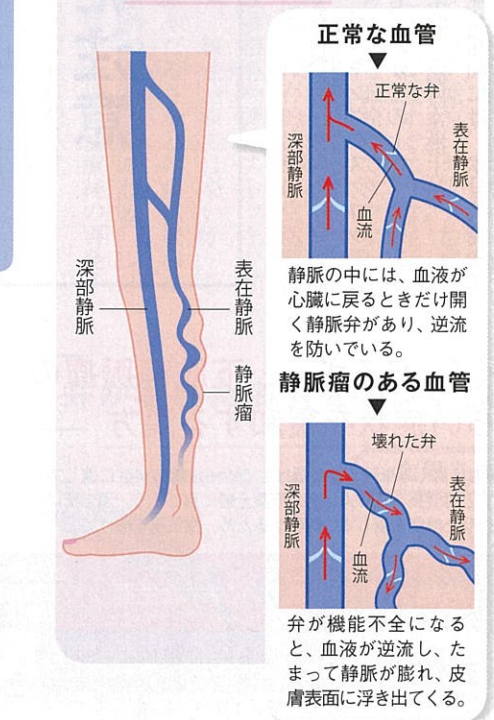 深部静脈
表在静脈
静脈瘤
正常な血管
▼
正常な弁
深部静脈
表在静脈
血流
静脈の中には、血液が
心臓に戻るときだけ開
く静脈弁があり、逆流
を防いでいる。
静脈瘤のある血管
▼
壊れた弁
深部静脈
表在静脈
血流
弁が機能不全になる
と、血液が逆流し、た
まって静脈が膨れ、皮
膚表面に浮き出てくる。